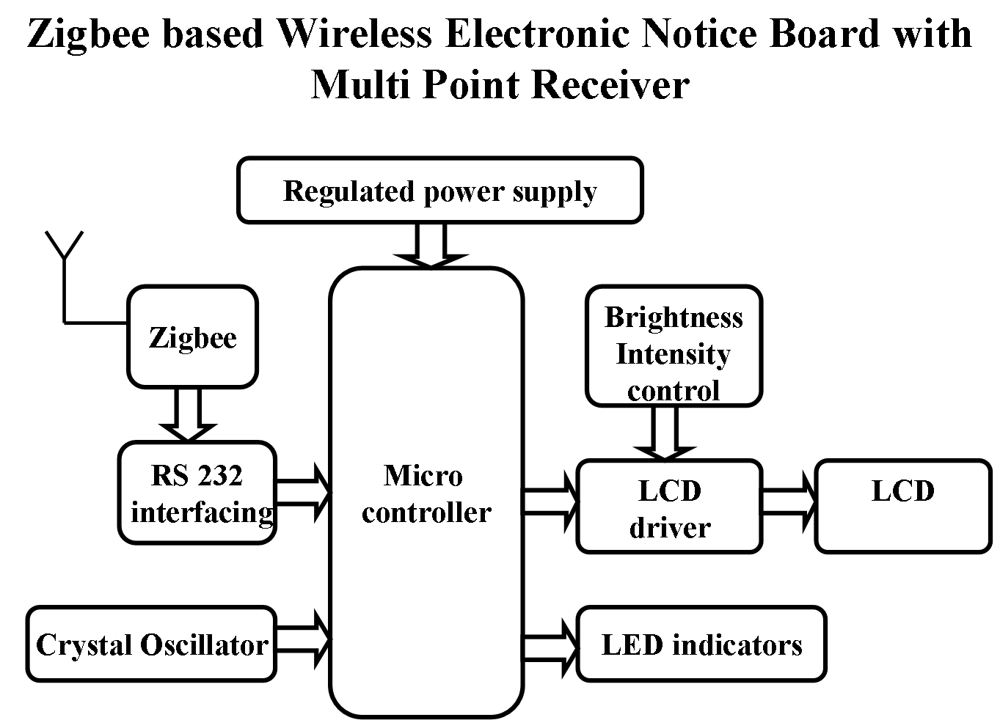 Zigbee based Wireless Electronic Notice Board with
Multi Point Receiver
Regulated power supply
Zigbee
Brightness
Intensity
control
RS 232
interfacing
Micro
controller
LCD
driver
LCD
Crystal Oscillator
LED indicators